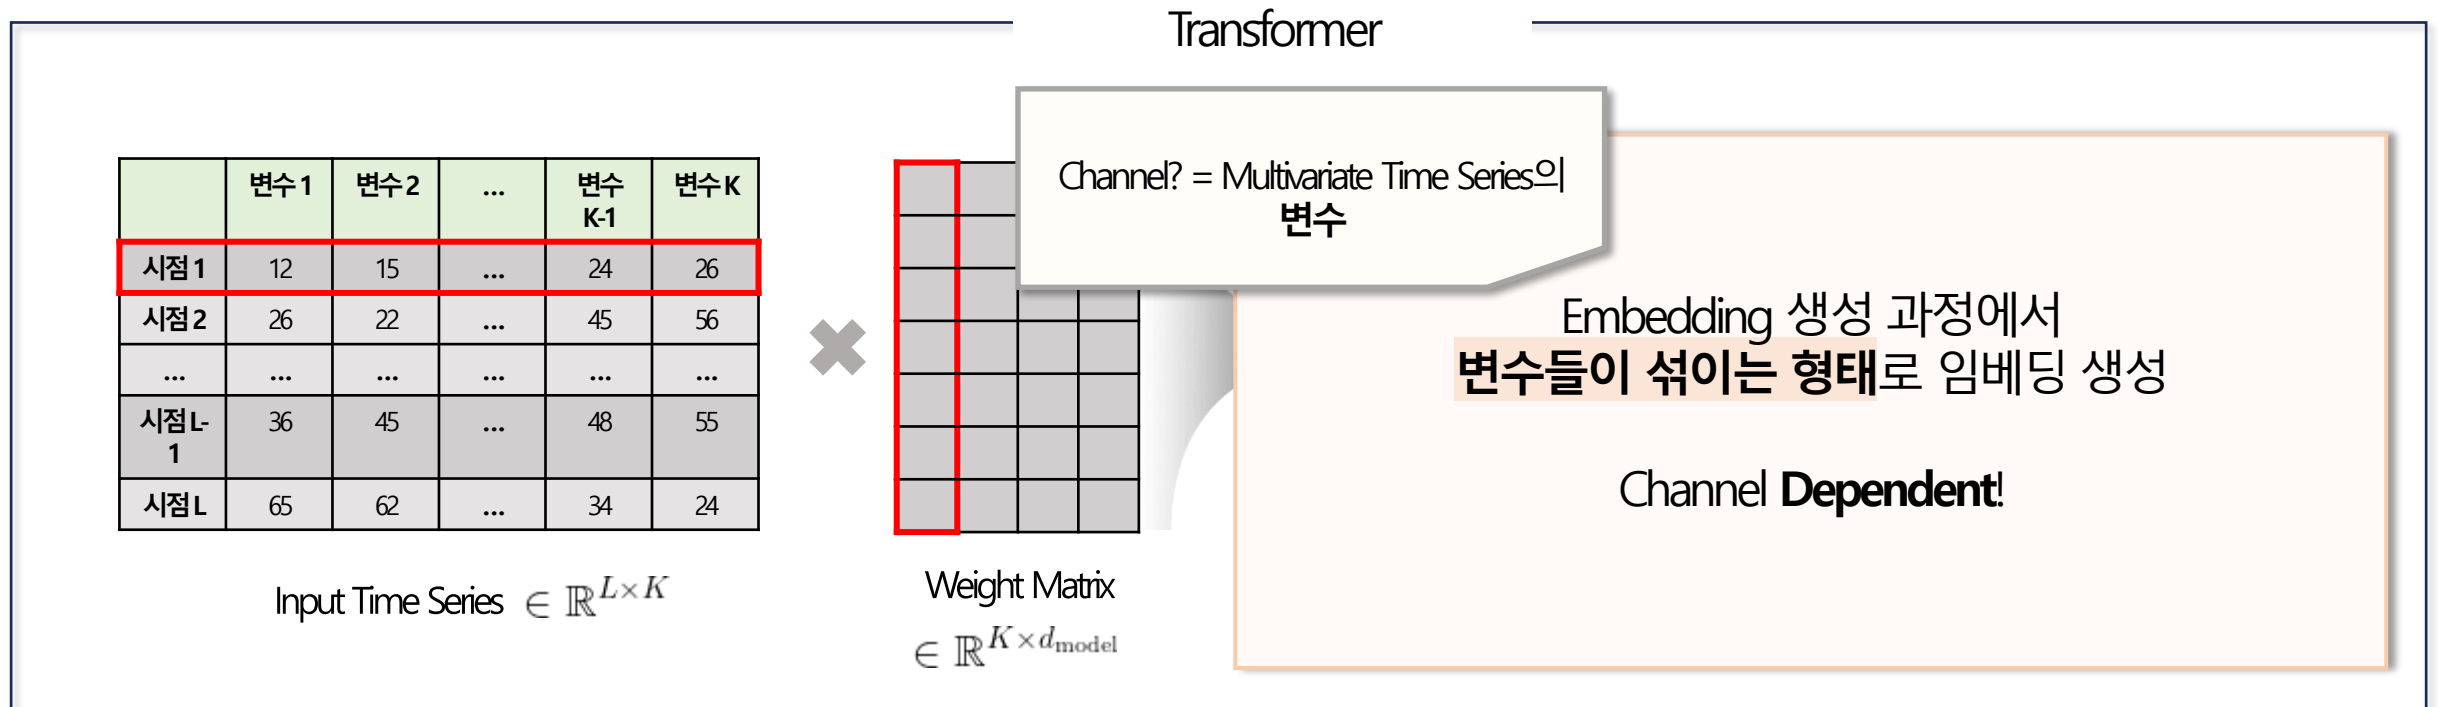 Transformer
Channel? = Multivariate Time Series의
변수
변수 1 변수 2 ... 변수 K-1 변수 K
시점 1 12 15 ... 24 26
시점 2 26 22 ... 45 56
... ... ... ... ... ...
시점 L-1 36 45 ... 48 55
시점 L 65 62 ... 34 24
Input Time Series ∈ ℝ^{L×K}
Weight Matrix
∈ ℝ^{K×d_model}
Embedding 생성 과정에서
변수들이 섞이는 형태로 임베딩 생성
Channel Dependent!